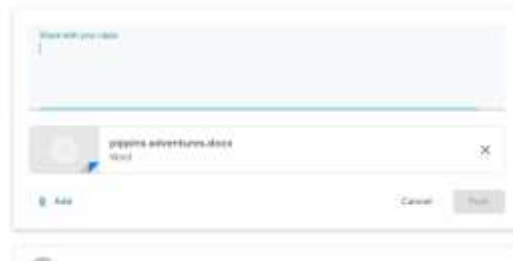 Share with your class
pippins adventures.docx
Word
Add
Cancel
Post